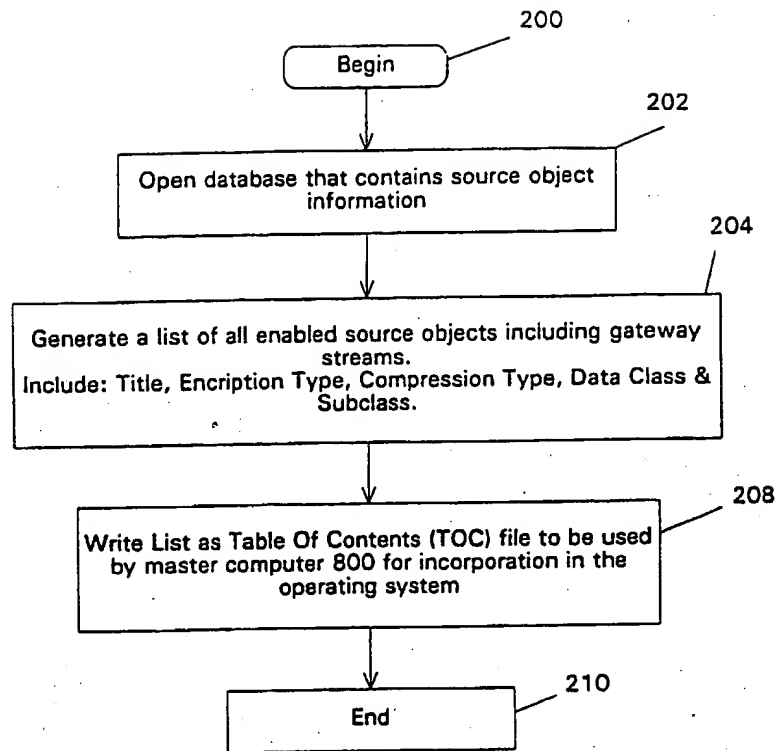 200
Begin
202
Open database that contains source object
information
204
Generate a list of all enabled source objects including gateway
streams.
Include: Title, Encription Type, Compression Type, Data Class &
Subclass.
208
Write List as Table Of Contents (TOC) file to be used
by master computer 800 for incorporation in the
operating system
210
End